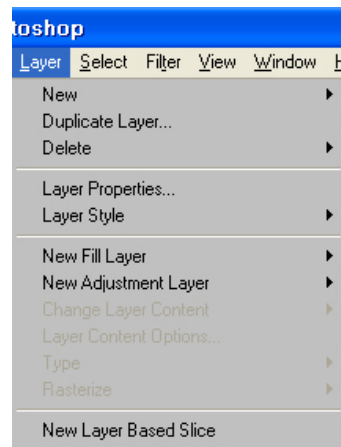 toshop
Layer Select Filter View Window H
New
Duplicate Layer...
Delete
Layer Properties...
Layer Style
New Fill Layer
New Adjustment Layer
Change Layer Content
Layer Content Options...
Type
Rasterize
New Layer Based Slice